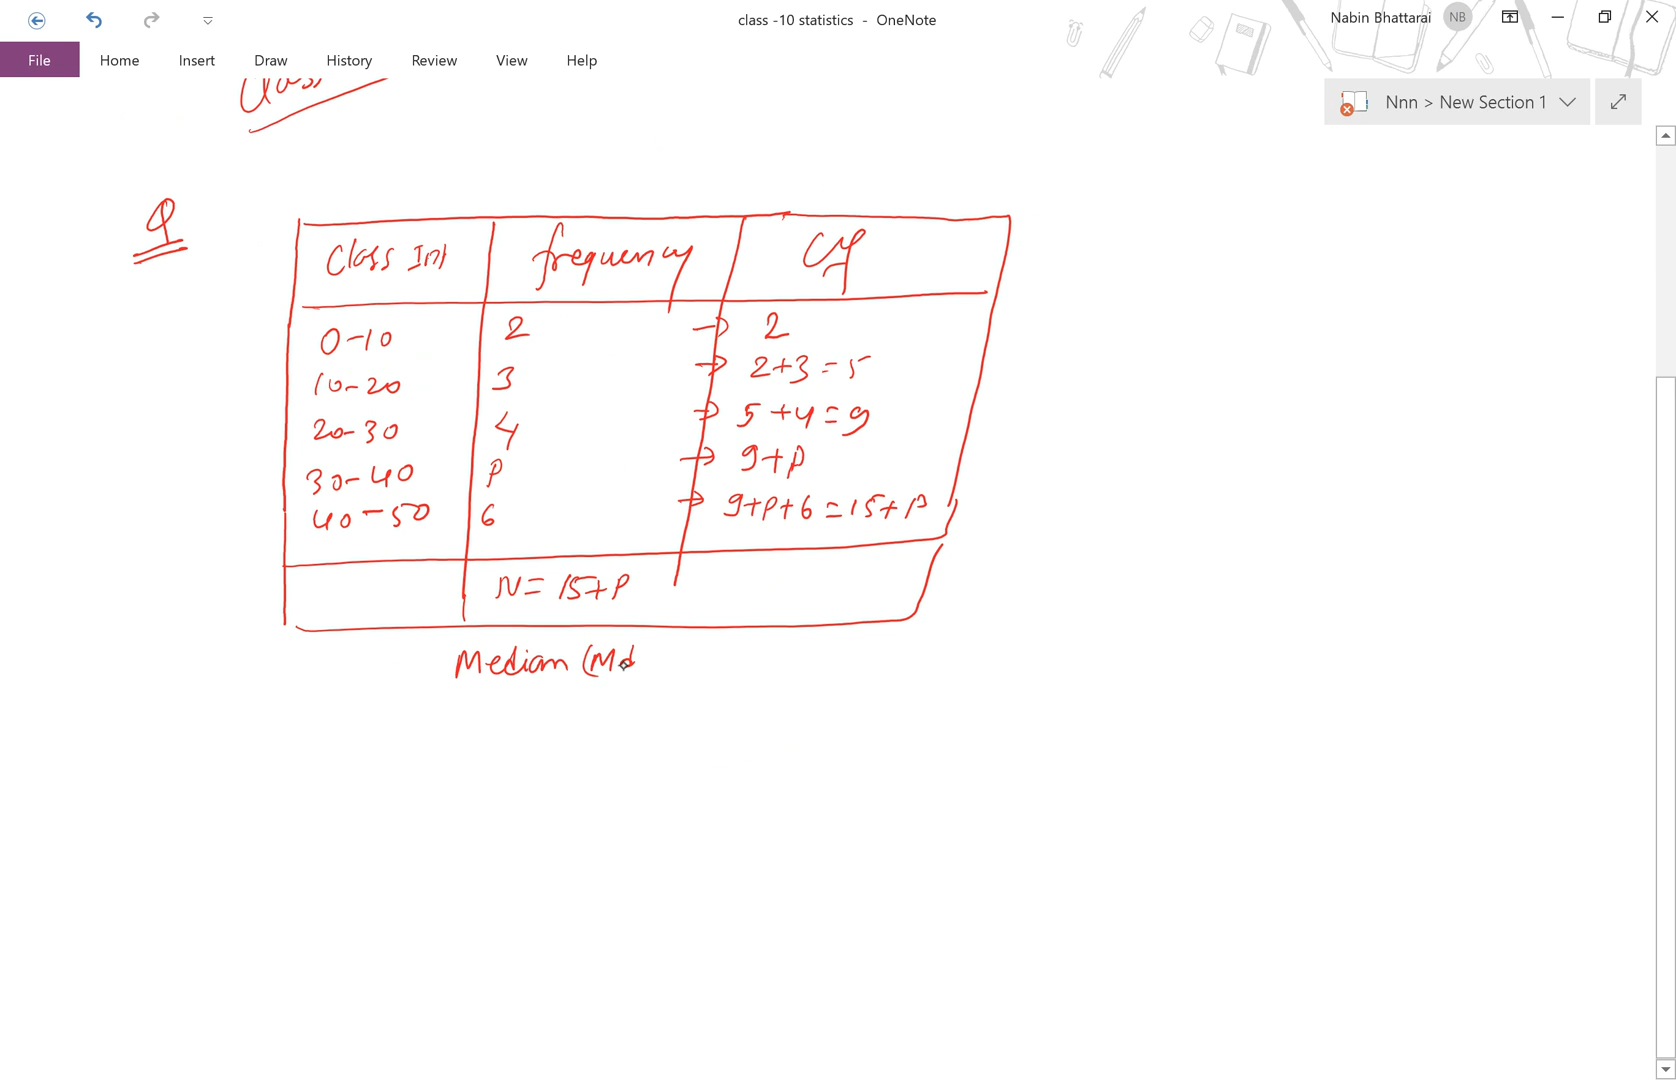 class -10 statistics - OneNote
Nabin Bhattarai NB
File Home Insert Draw History Review View Help
Nnn > New Section 1
Class
Q
Class Int frequency Cf
0-10 2 → 2
10-20 3 → 2+3=5
20-30 4 → 5+4=9
30-40 P → 9+P
40-50 6 → 9+P+6=15+P
N= 15+P
Median (Md